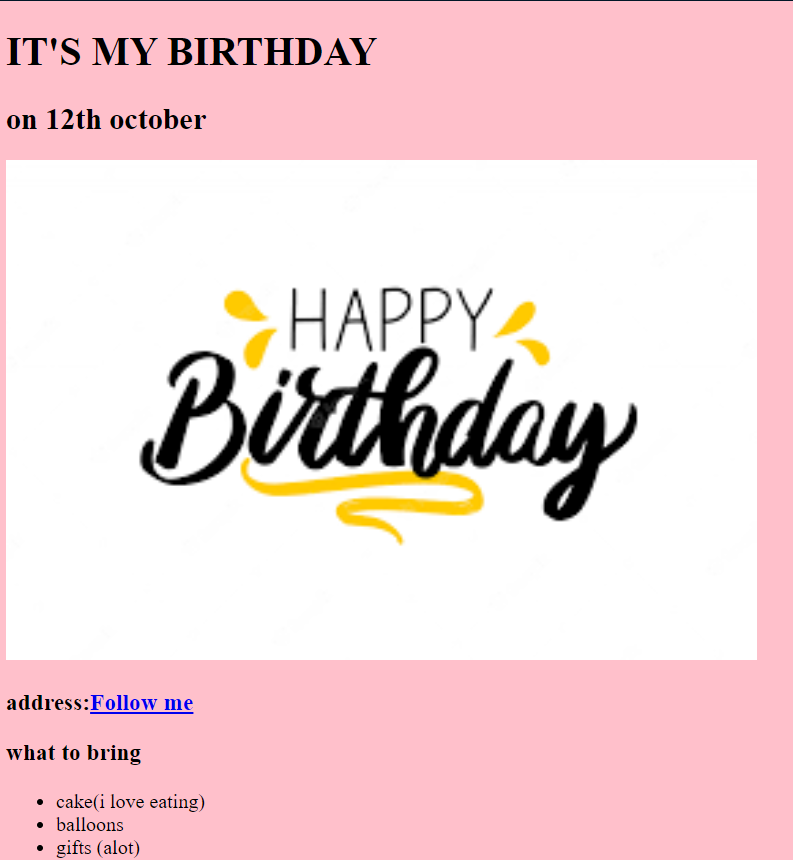 IT'S MY BIRTHDAY
on 12th october
HAPPY
Birthday
address:Follow me
what to bring
cake(i love eating)
balloons
gifts (alot)